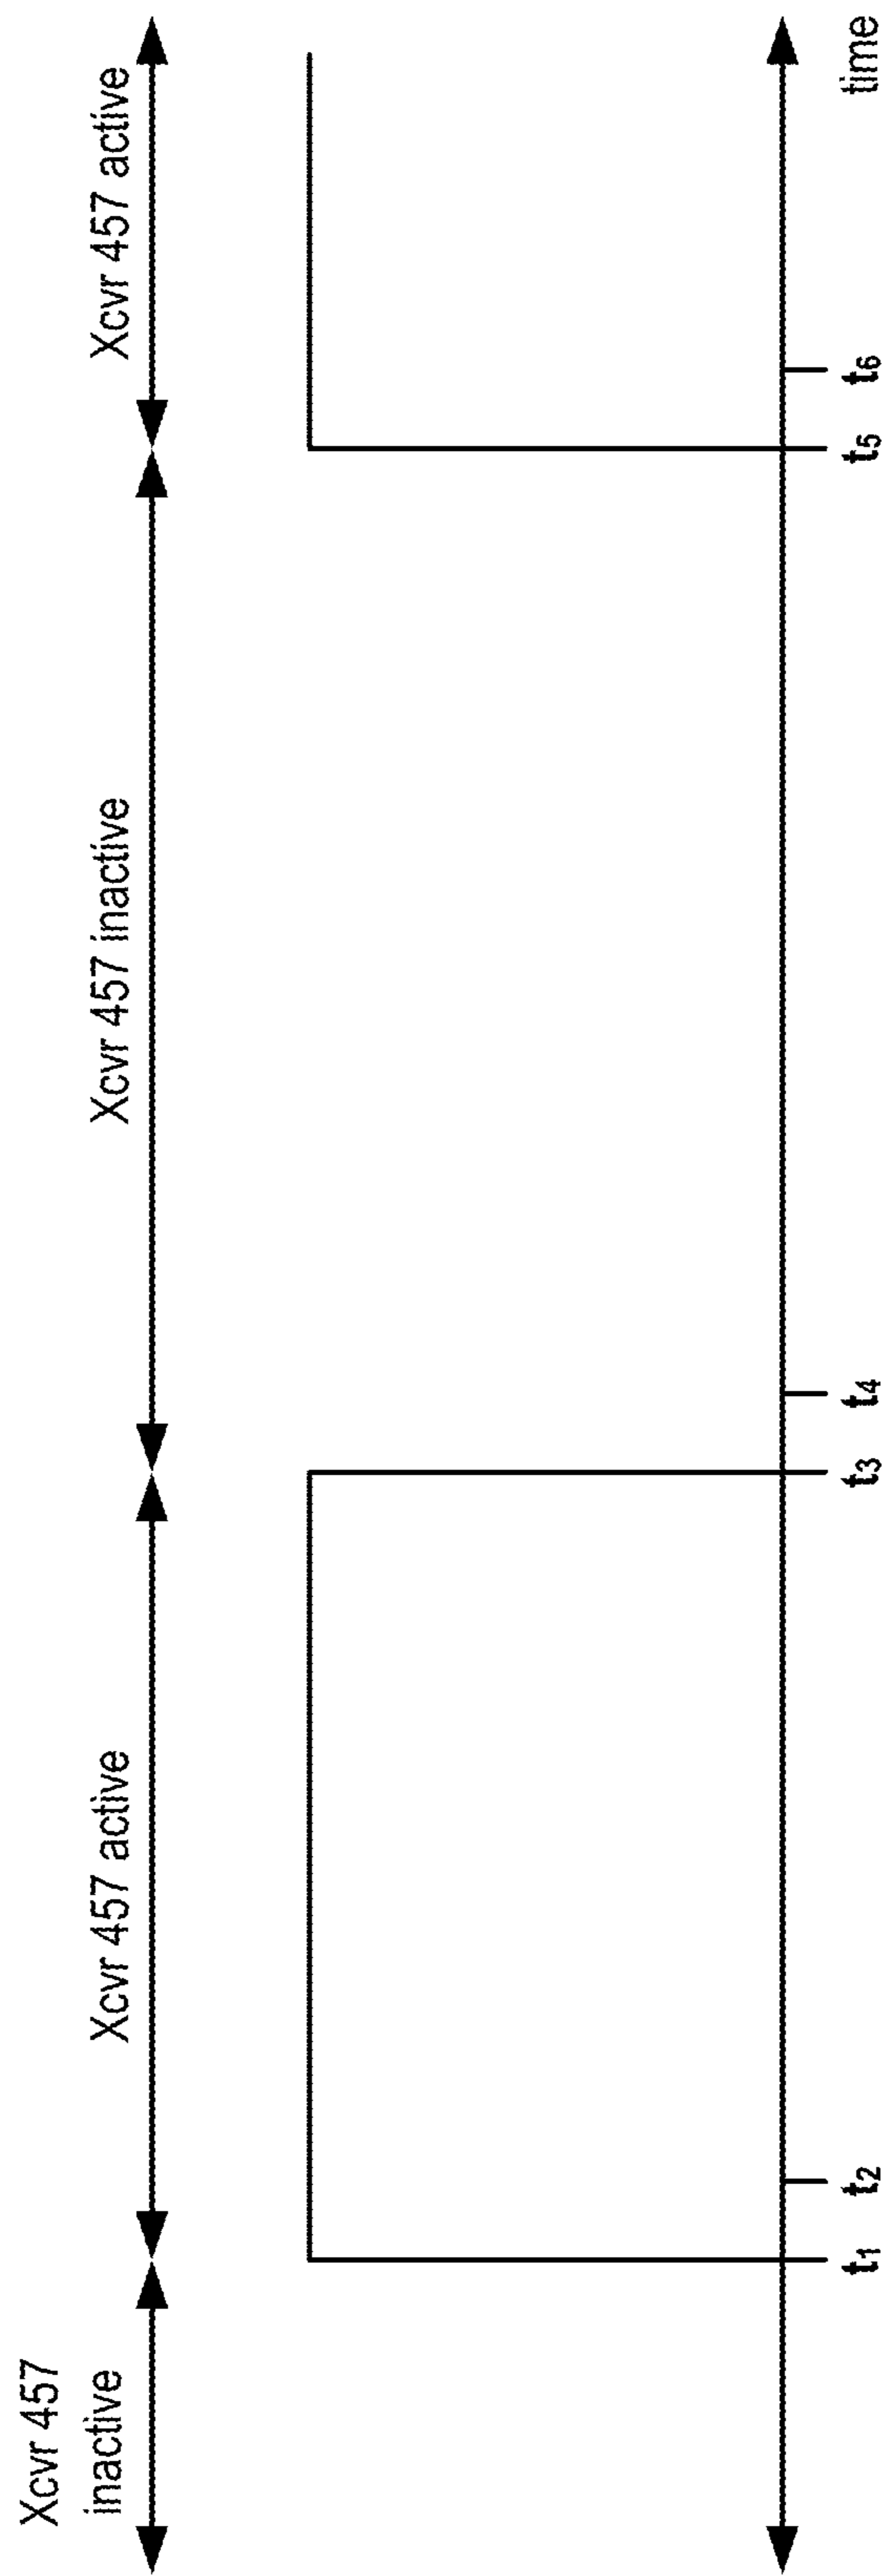 Xcvr 457
inactive
Xcvr 457 active
Xcvr 457 inactive
Xcvr 457 active
t1
t2
t3
t4
t5
t6
time